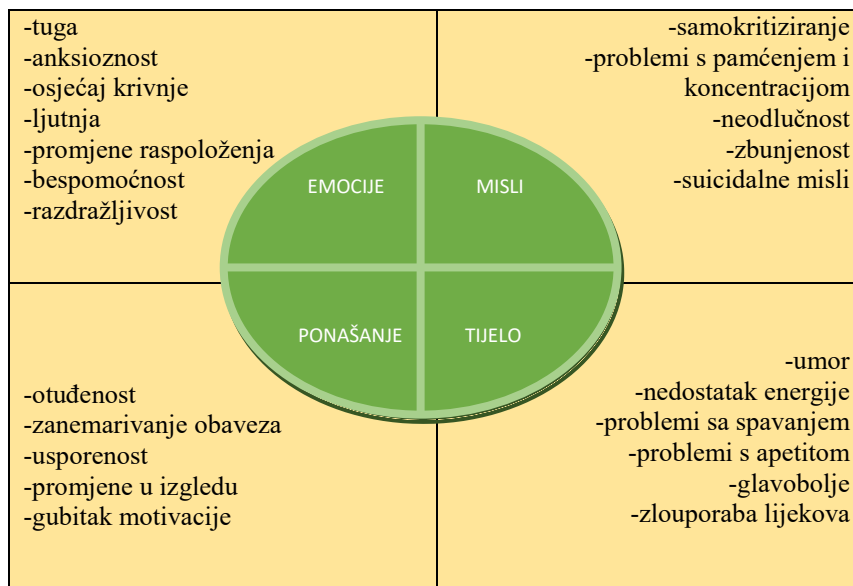 -tuga
-anksioznost
-osjećaj krivnje
-ljutnja
-promjene raspoloženja
-bespomoćnost
-razdražljivost
-samokritiziranje
-problemi s pamćenjem i
koncentracijom
-neodlučnost
-zbunjenost
-suicidalne misli
EMOCIJE
MISLI
PONAŠANJE
TIJELO
-otuđenost
-zanemarivanje obaveza
-usporenost
-promjene u izgledu
-gubitak motivacije
-umor
-nedostatak energije
-problemi sa spavanjem
-problemi s apetitom
-glavobolje
-zlouporaba lijekova